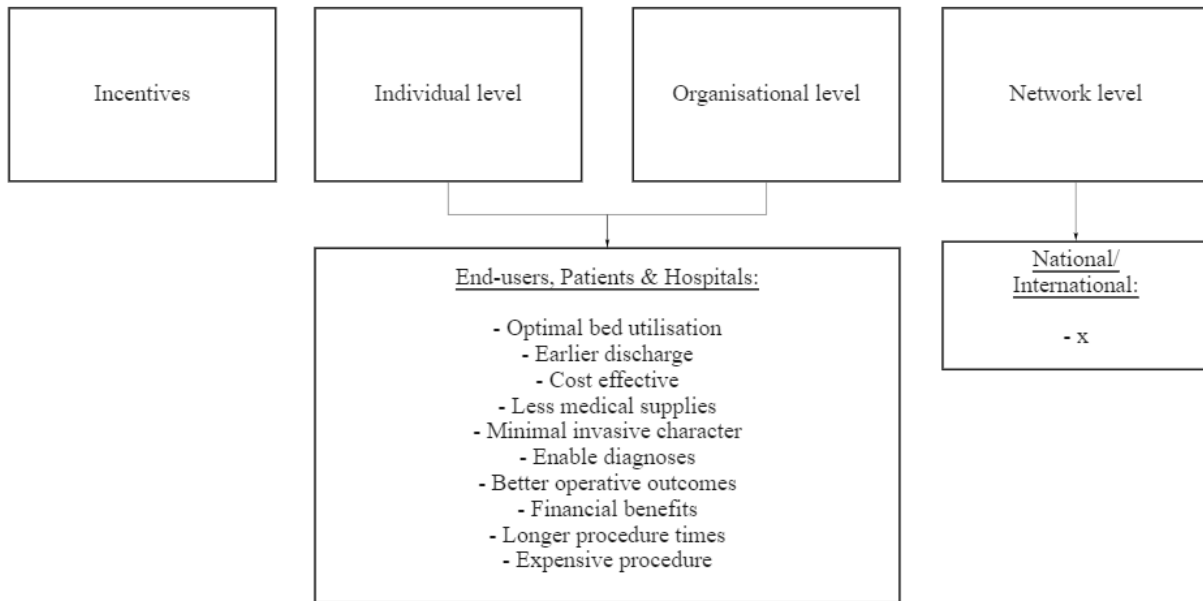 Incentives
Individual level
Organisational level
Network level
End-users, Patients & Hospitals:
- Optimal bed utilisation
- Earlier discharge
- Cost effective
- Less medical supplies
- Minimal invasive character
- Enable diagnoses
- Better operative outcomes
- Financial benefits
- Longer procedure times
- Expensive procedure
National/
International:
- x